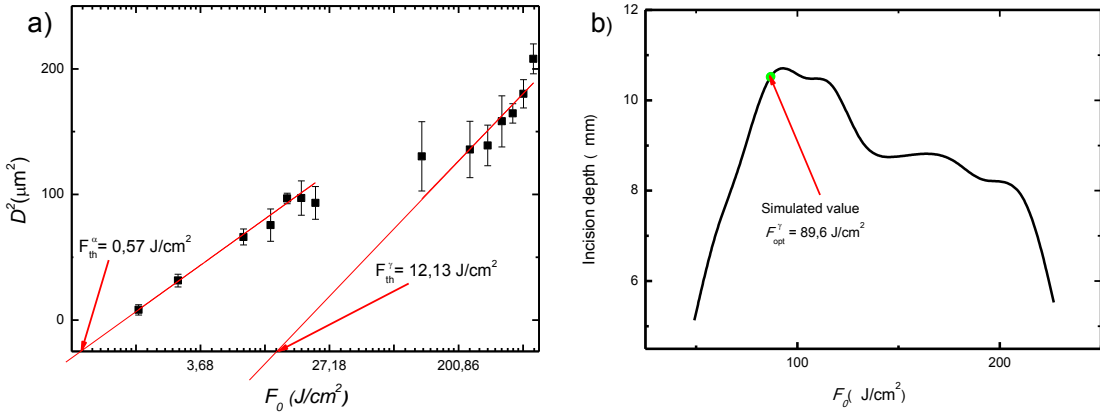 a)
200
100
0
D²(μm²)
F_th^α= 0,57 J/cm²
F_th^γ= 12,13 J/cm²
3,68
27,18
200,86
F₀ (J/cm²)
b)
12
10
8
6
Incision depth ( mm)
Simulated value
F_opt^γ = 89,6 J/cm²
100
200
F₀( J/cm²)